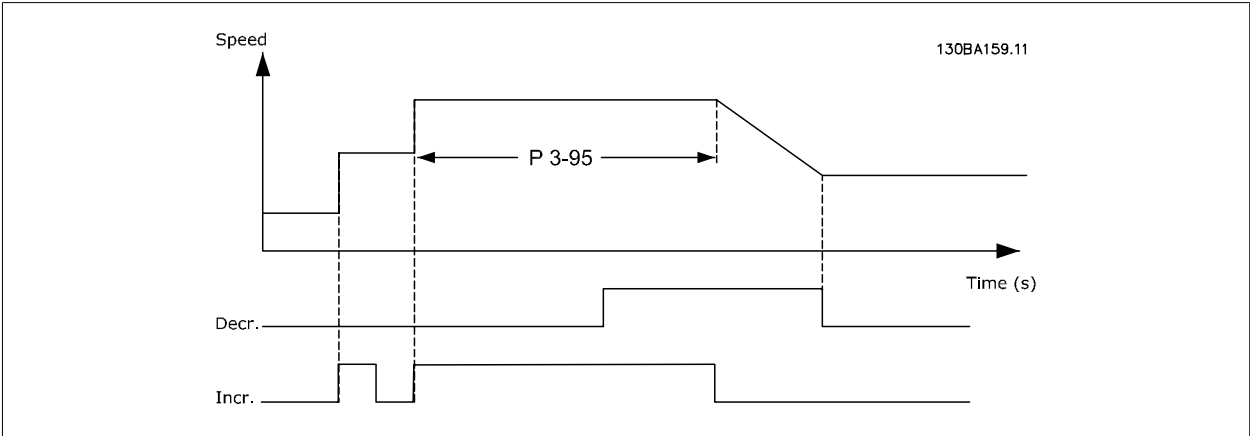 Speed
130BA159.11
P 3-95
Time (s)
Decr.
Incr.